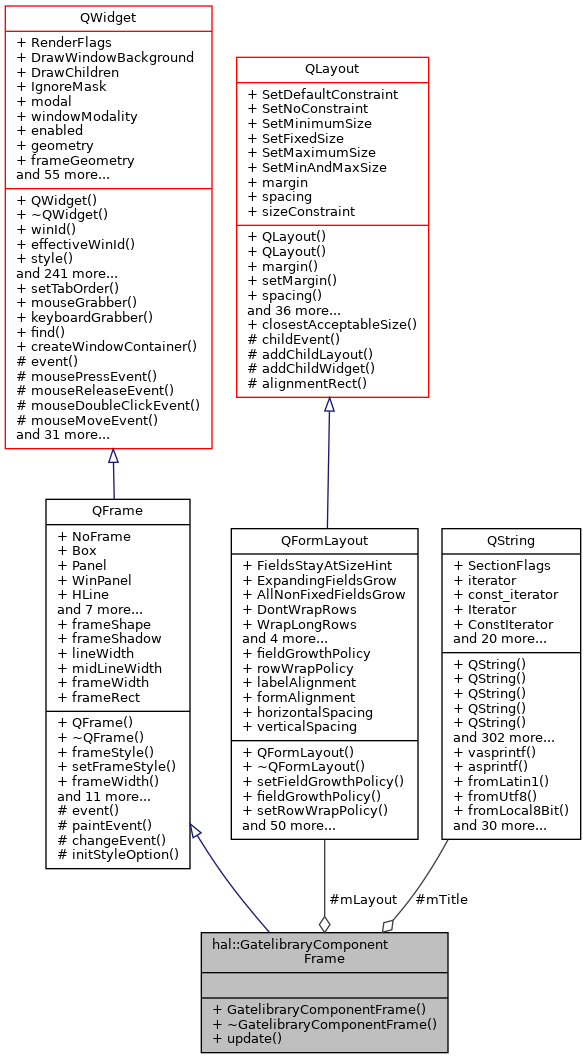 QWidget
+ RenderFlags
+ DrawWindowBackground
+ DrawChildren
+ IgnoreMask
+ modal
+ windowModality
+ enabled
+ geometry
+ frameGeometry
and 55 more...
+ QWidget()
+ ~QWidget()
+ winId()
+ effectiveWinId()
+ style()
and 241 more...
+ setTabOrder()
+ mouseGrabber()
+ keyboardGrabber()
+ find()
+ createWindowContainer()
# event()
# mousePressEvent()
# mouseReleaseEvent()
# mouseDoubleClickEvent()
# mouseMoveEvent()
and 31 more...
QLayout
+ SetDefaultConstraint
+ SetNoConstraint
+ SetMinimumSize
+ SetFixedSize
+ SetMaximumSize
+ SetMinAndMaxSize
+ margin
+ spacing
+ sizeConstraint
+ QLayout()
+ QLayout()
+ margin()
+ setMargin()
+ spacing()
and 36 more...
+ closestAcceptableSize()
# childEvent()
# addChildLayout()
# addChildWidget()
# alignmentRect()
QFrame
+ NoFrame
+ Box
+ Panel
+ WinPanel
+ HLine
and 7 more...
+ frameShape
+ frameShadow
+ lineWidth
+ midLineWidth
+ frameWidth
+ frameRect
+ QFrame()
+ ~QFrame()
+ frameStyle()
+ setFrameStyle()
+ frameWidth()
and 11 more...
# event()
# paintEvent()
# changeEvent()
# initStyleOption()
QFormLayout
+ FieldsStayAtSizeHint
+ ExpandingFieldsGrow
+ AllNonFixedFieldsGrow
+ DontWrapRows
+ WrapLongRows
and 4 more...
+ fieldGrowthPolicy
+ rowWrapPolicy
+ labelAlignment
+ formAlignment
+ horizontalSpacing
+ verticalSpacing
+ QFormLayout()
+ ~QFormLayout()
+ setFieldGrowthPolicy()
+ fieldGrowthPolicy()
+ setRowWrapPolicy()
and 50 more...
QString
+ SectionFlags
+ iterator
+ const_iterator
+ Iterator
+ ConstIterator
and 20 more...
+ QString()
+ QString()
+ QString()
+ QString()
+ QString()
and 302 more...
+ vasprintf()
+ asprintf()
+ fromLatin1()
+ fromUtf8()
+ fromLocal8Bit()
and 30 more...
#mLayout
#mTitle
hal::GatelibraryComponent
Frame
+ GatelibraryComponentFrame()
+ ~GatelibraryComponentFrame()
+ update()